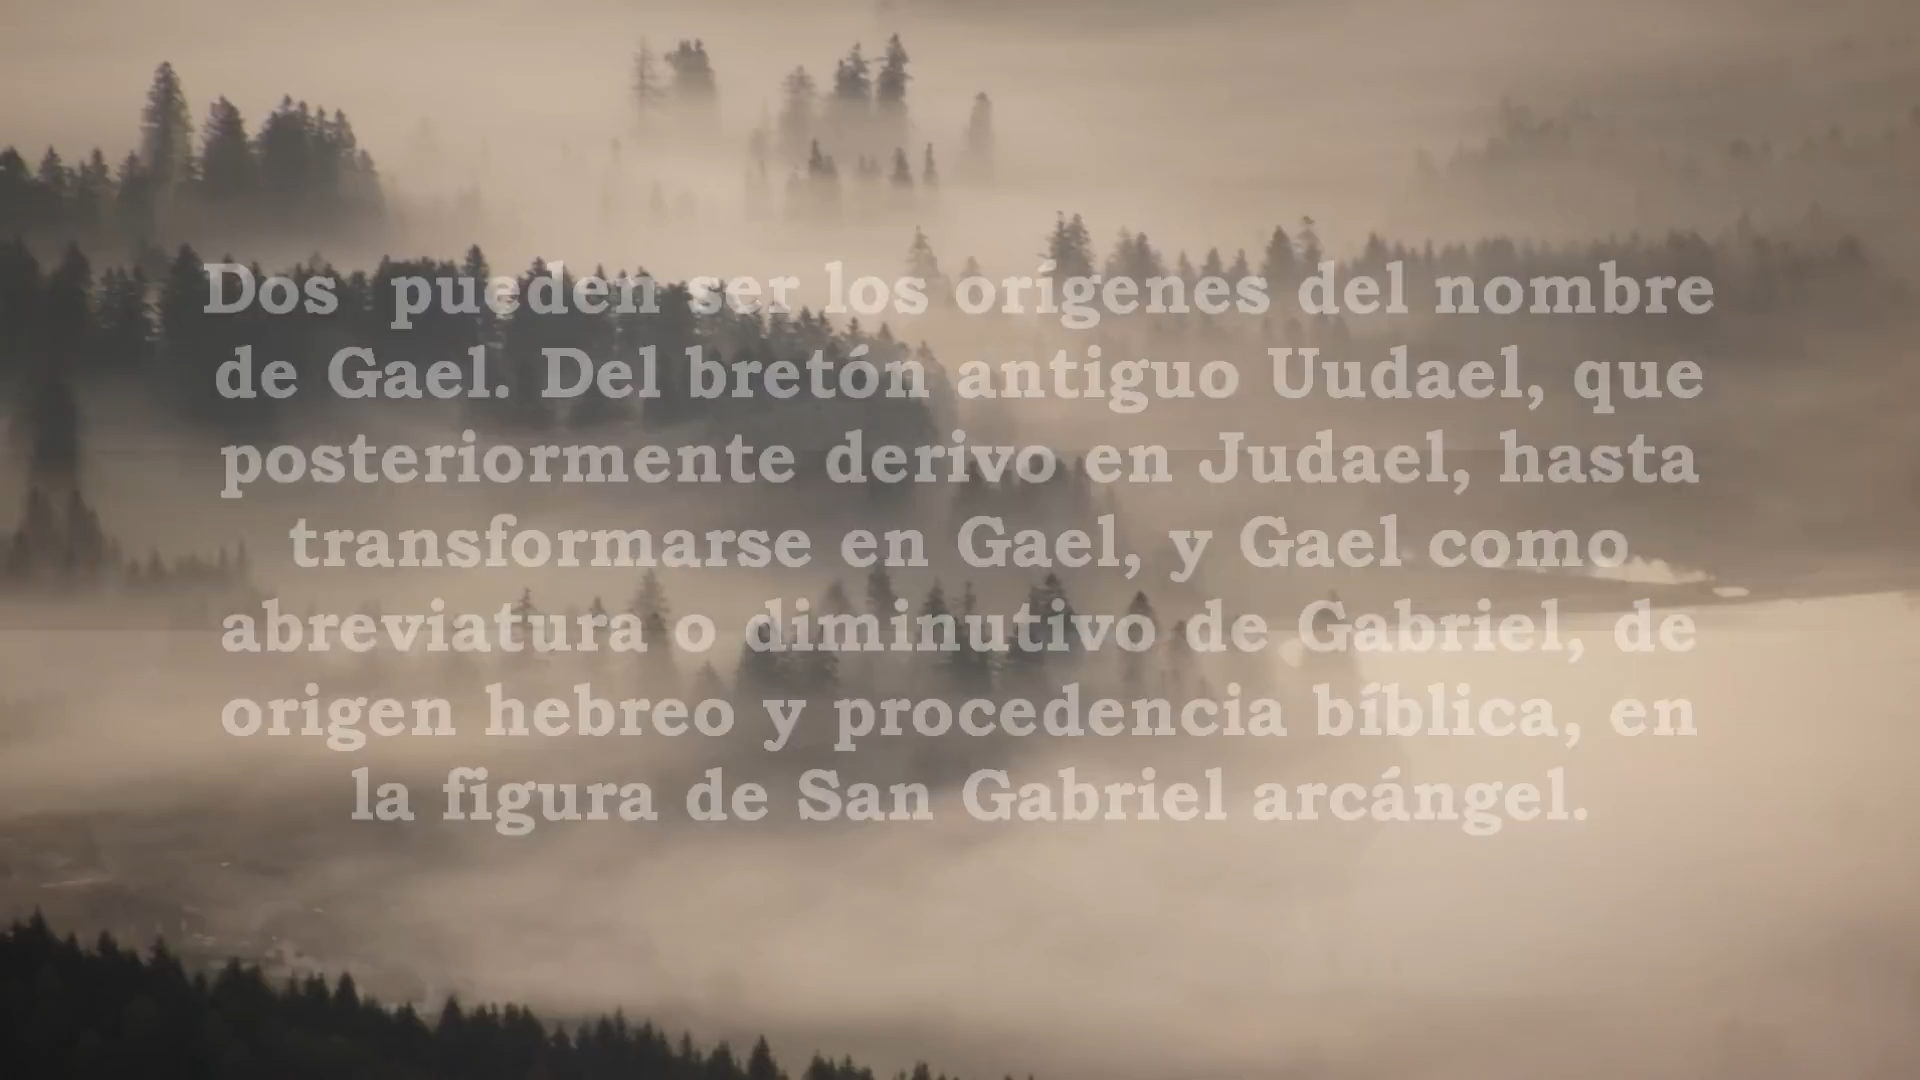 Dos  pueden ser los orígenes del nombre
de Gael. Del bretón antiguo Uudael, que
posteriormente derivo en Judael, hasta
transformarse en Gael, y Gael como
abreviatura o diminutivo de Gabriel, de
origen hebreo y procedencia bíblica, en
la figura de San Gabriel arcángel.